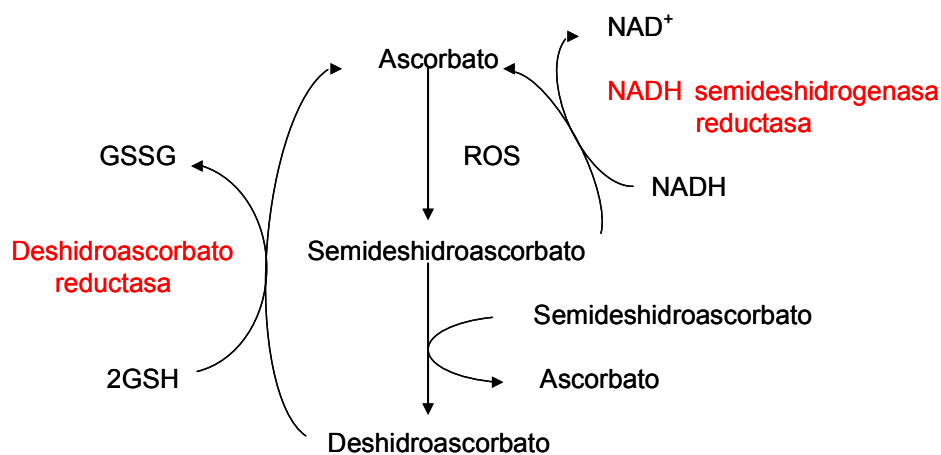 NAD+
Ascorbato
NADH semideshidrogenasa
reductasa
GSSG
ROS
NADH
Deshidroascorbato
reductasa
Semideshidroascorbato
Semideshidroascorbato
2GSH
Ascorbato
Deshidroascorbato